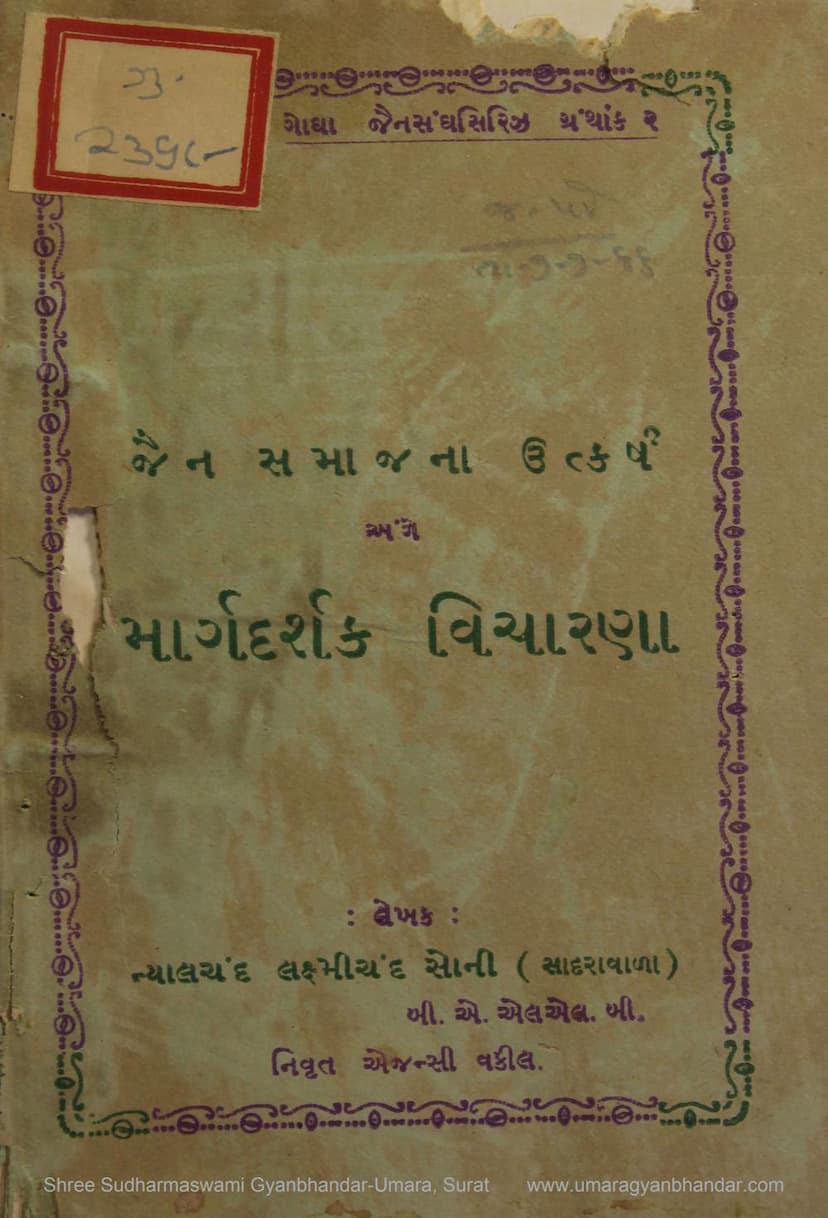 ગુ.
૨૩૫૮
ગોઘા જૈનસંઘસિરિઝ ગ્રંથાંક ૨
જૈન સમાજના ઉત્કર્ષ
અંગે
માર્ગદર્શક વિચારણા
: લેખક :
ન્યાલચંદ લક્ષ્મીચંદ સોની ( સાદરાવાળા )
બી. એ. એલએલ. બી.
નિવૃત એજન્સી વકીલ.
Shree Sudharmaswami Gyanbhandar-Umara, Surat www.umaragyanbhandar.com